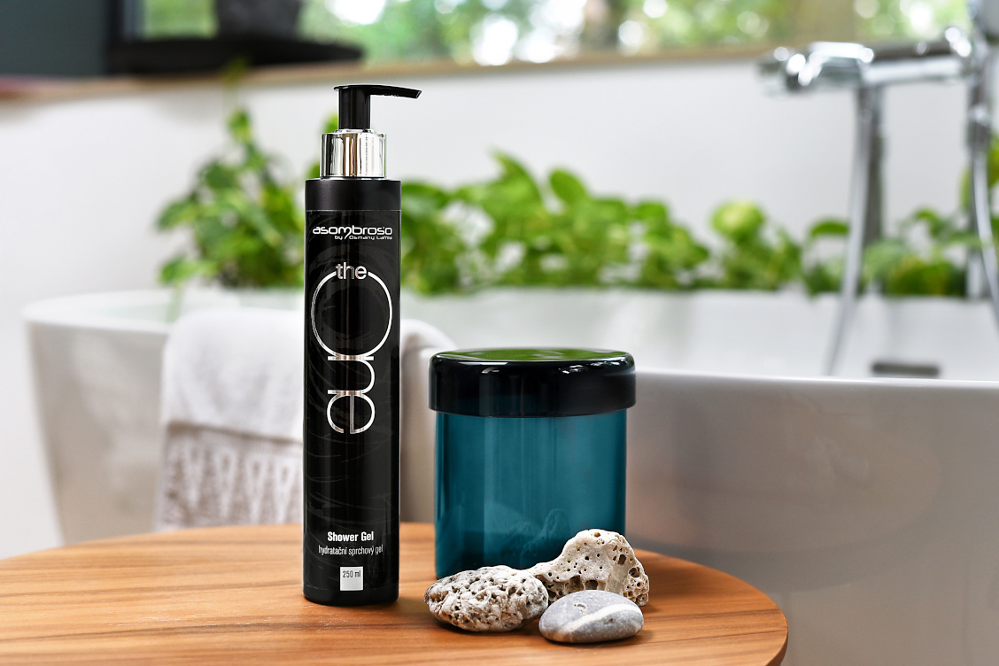 asombroso
by Osmany Laffita
the
One
Shower Gel
hydratační sprchový gel
250 ml